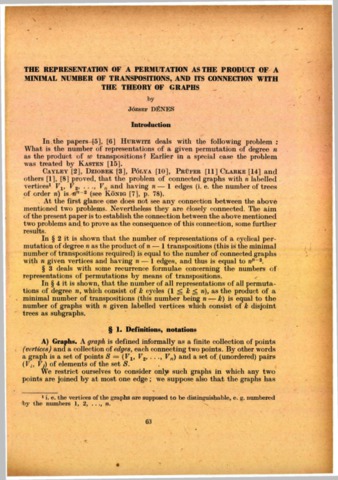 THE REPRESENTATION OF A PERMUTATION AS THE PRODUCT OF A
MINIMAL NUMBER OF TRANSPOSITIONS, AND ITS CONNECTION WITH
THE THEORY OF GRAPHS
by
József DÉNES
Introduction
In the papers [5], [6] HURWITZ deals with the following problem:
What is the number of representations of a given permutation of degree n
as the product of w transpositions? Earlier in a special case the problem
was treated by KASTEN [15].
CAYLEY [2], DZIOBEK [3], PÓLYA [10], PRÜFER [11] CLARKE [14] and
others [1], [8] proved, that the problem of connected graphs with n labelled
vertices¹ V₁, V₂, ..., Vₙ and having n − 1 edges (i. e. the number of trees
of order n) is nⁿ⁻² (see KÖNIG [7], p. 78).
At the first glance one does not see any connection between the above
mentioned two problems. Nevertheless they are closely connected. The aim
of the present paper is to establish the connection between the above mentioned
two problems and to prove as the consequence of this connection, some further
results.
In § 2 it is shown that the number of representations of a cyclical per-
mutation of degree n as the product of n − 1 transpositions (this is the minimal
number of transpositions required) is equal to the number of connected graphs
with n given vertices and having n − 1 edges, and thus is equal to nⁿ⁻².
§ 3 deals with some recurrence formulae concerning the numbers of
representations of permutations by means of transpositions.
In § 4 it is shown, that the number of all representations of all permuta-
tions of degree n, which consist of k cycles (1 ≤ k ≤ n), as the product of a
minimal number of transpositions (this number being n − k) is equal to the
number of graphs with n given labelled vertices which consist of k disjoint
trees as subgraphs.
§ 1. Definitions, notations
A) Graphs. A graph is defined informally as a finite collection of points
(vertices) and a collection of edges, each connecting two points. By other words
a graph is a set of points S = (V₁, V₂, ..., Vₙ) and a set of (unordered) pairs
(Vᵢ, Vⱼ) of elements of the set S.
We restrict ourselves to consider only such graphs in which any two
points are joined by at most one edge; we suppose also that the graphs has
¹ i. e. the vertices of the graphs are supposed to be distinguishable, e. g. numbered
by the numbers 1, 2, ..., n.
63